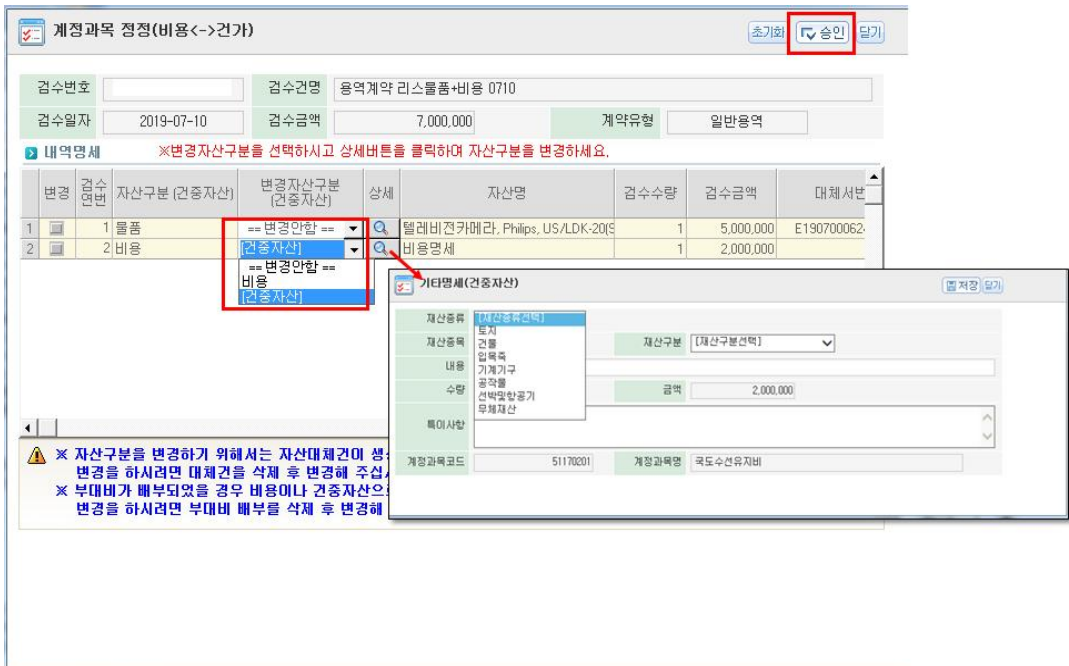 계정과목 정정(비용<->건가)
초기화 승인 닫기
검수번호 검수건명 용역계약 리스물품+비용 0710
검수일자 2019-07-10 검수금액 7,000,000 계약유형 일반용역
내역명세 ※변경자산구분을 선택하시고 상세버튼을 클릭하여 자산구분을 변경하세요.
변경 검수연번 자산구분 (건중자산) 변경자산구분 (건중자산) 상세 자산명 검수수량 검수금액 대체서번
1 1 물품 == 변경안함 == 텔레비전카메라, Philips, US/LDK-20(S 1 5,000,000 E190700062
2 2 비용 [건중자산] 비용명세 1 2,000,000
== 변경안함 ==
비용
[건중자산]
기타명세(건중자산) 저장 닫기
재산종류 [재산종류선택]
토지
재산종목 건물 재산구분 [재산구분선택]
입목죽
내용 기계기구
공작물
수량 선박및항공기 금액 2,000,000
무체재산
특이사항
계정과목코드 51170201 계정과목명 국도수선유지비
※ 자산구분을 변경하기 위해서는 자산대체건이 생
변경을 하시려면 대체건을 삭제 후 변경해 주십
※ 부대비가 배부되었을 경우 비용이나 건중자산으
변경을 하시려면 부대비 배부를 삭제 후 변경해